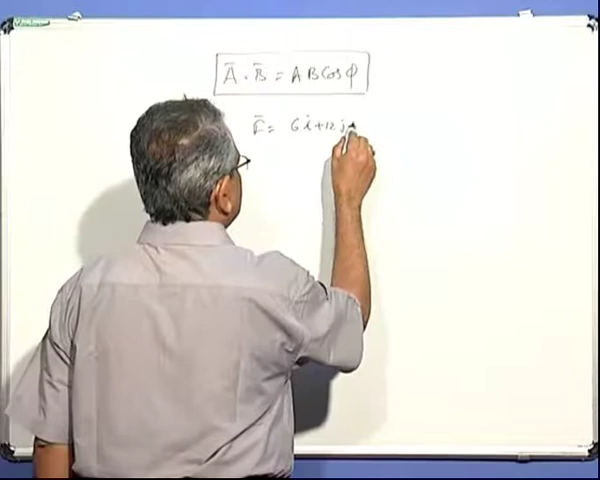 Ā . B̄ = A B Cos φ
F̄ = 6 i + 12 j